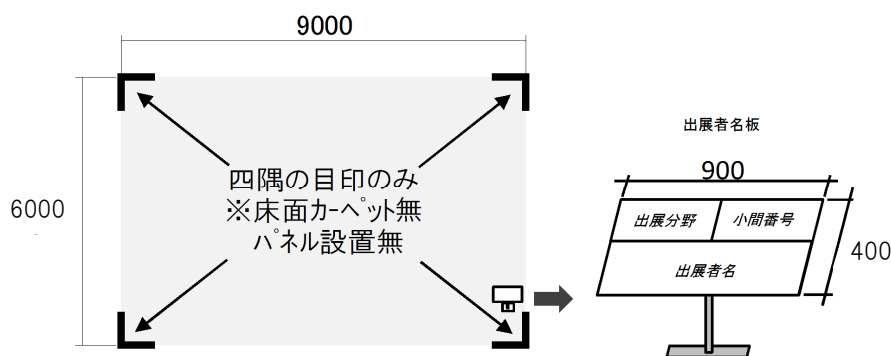 9000
6000
四隅の目印のみ
※床面カーペット無
パネル設置無
出展者名板
900
400
出展分野
小間番号
出展者名